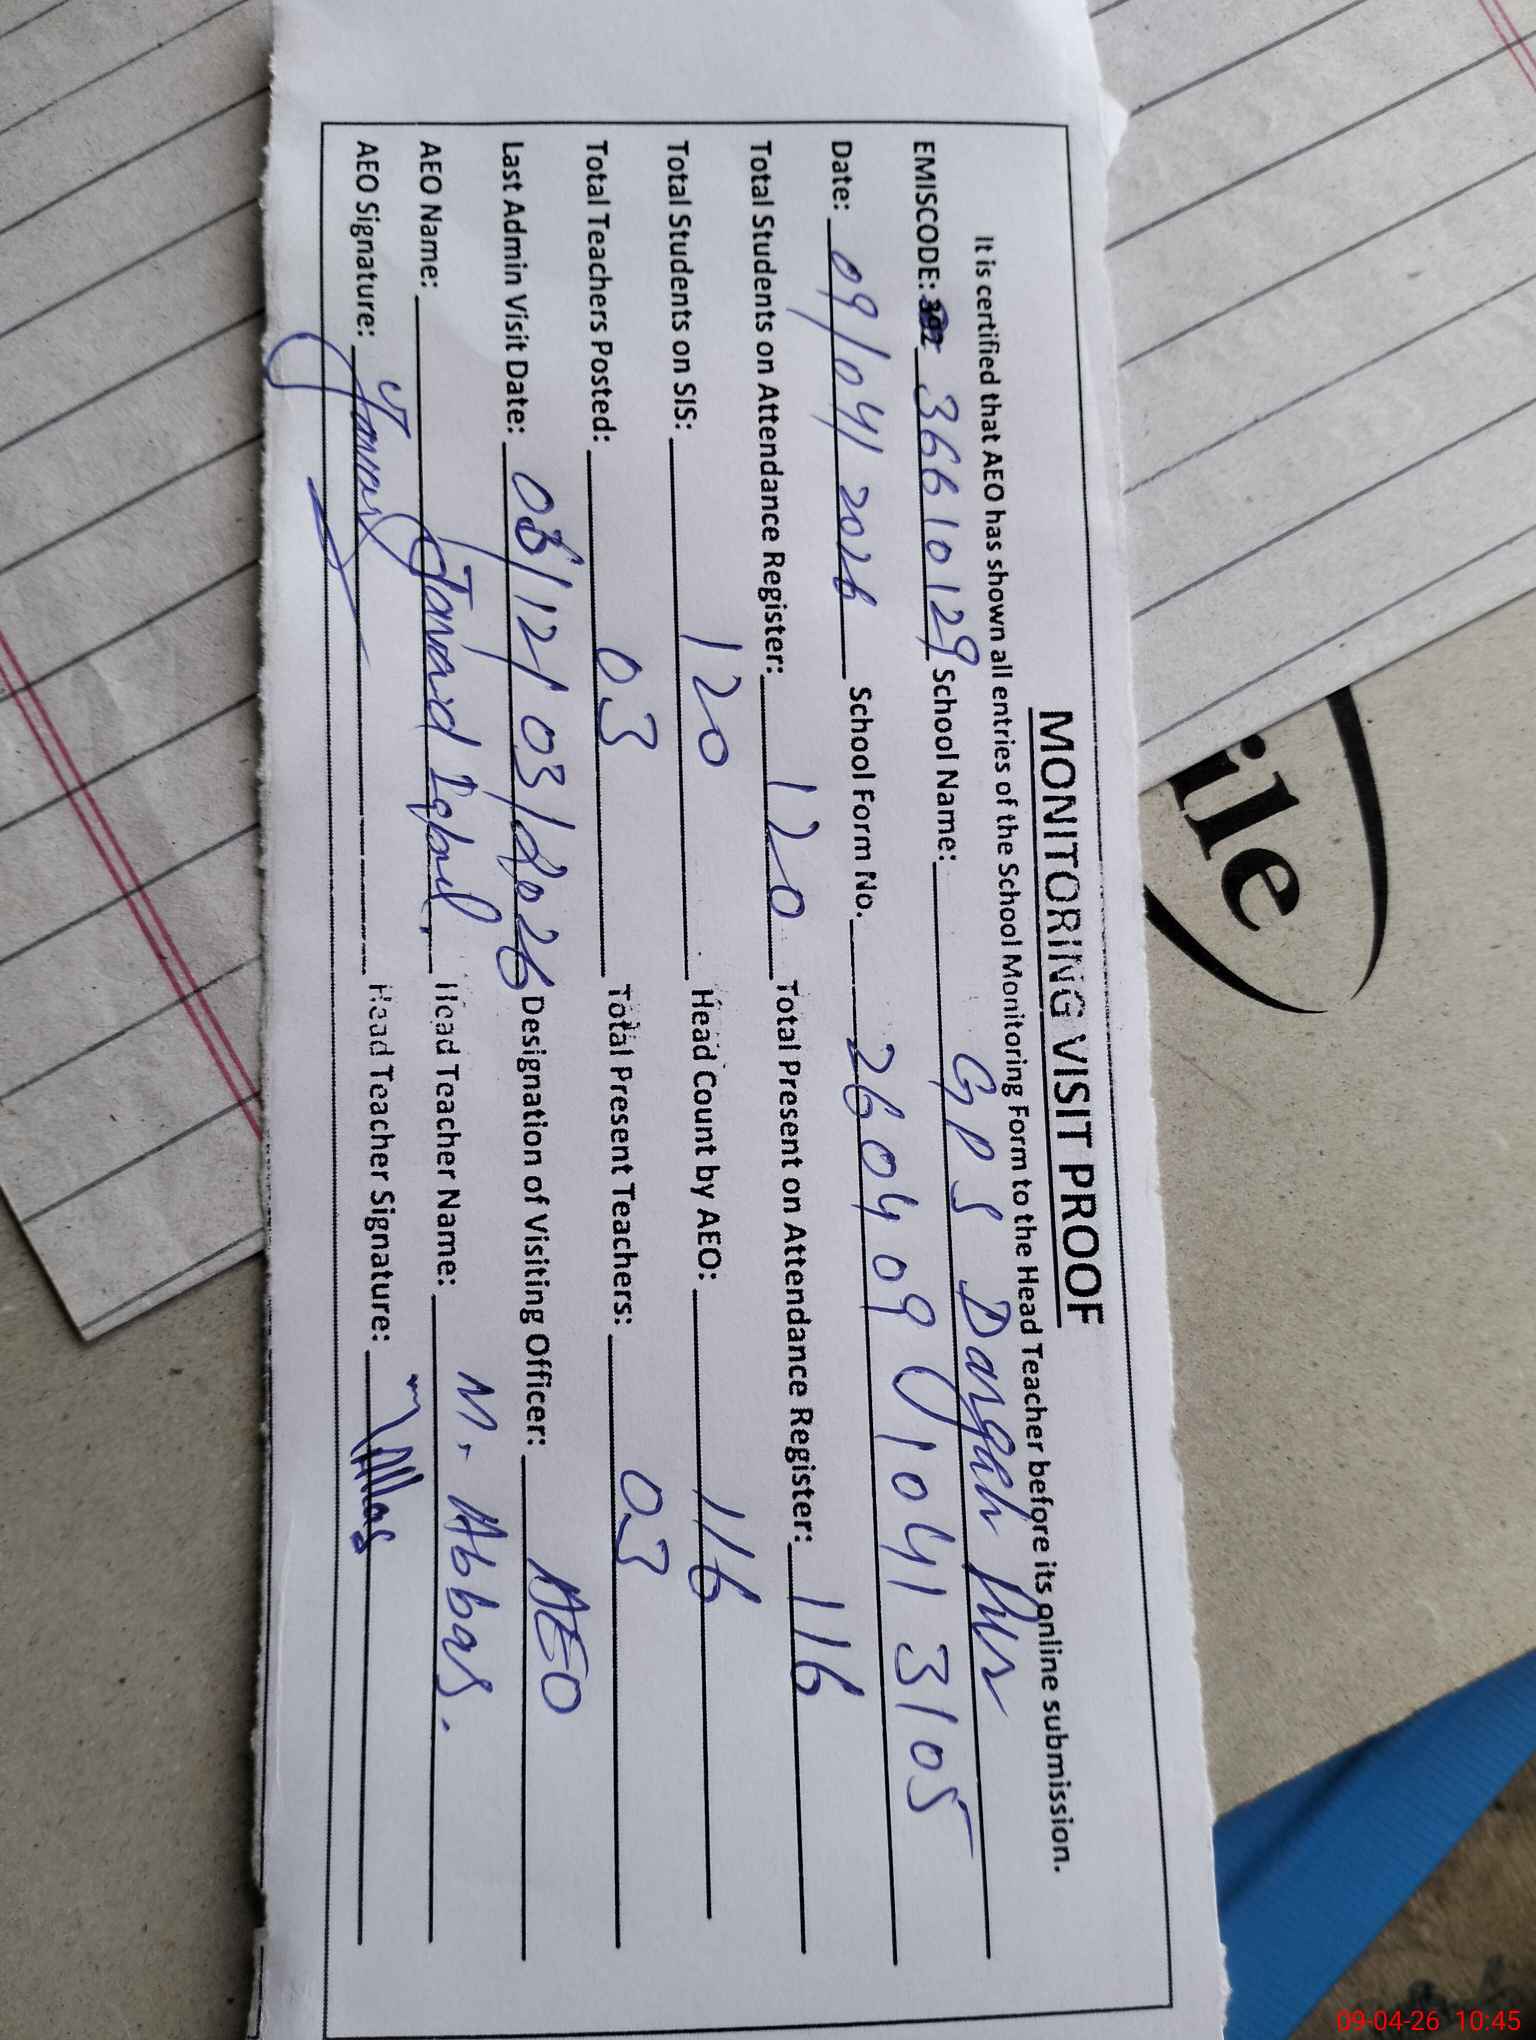 MONITORING VISIT PROOF
It is certified that AEO has shown all entries of the School Monitoring Form to the Head Teacher before its online submission.
EMISCODE: 36610129 School Name: GPS Dargah Pur
Date: 09/04/2026 School Form No. 260409 104 3105
Total Students on Attendance Register: 120 Total Present on Attendance Register: 116
Total Students on SIS: 120 Head Count by AEO: 116
Total Teachers Posted: 03 Total Present Teachers: 03
Last Admin Visit Date: 12/03/2026 Designation of Visiting Officer: AEO
AEO Name: Javaid Iqbal Head Teacher Name: M. Abbas.
AEO Signature: Head Teacher Signature:
ile
09-04-26 10:45